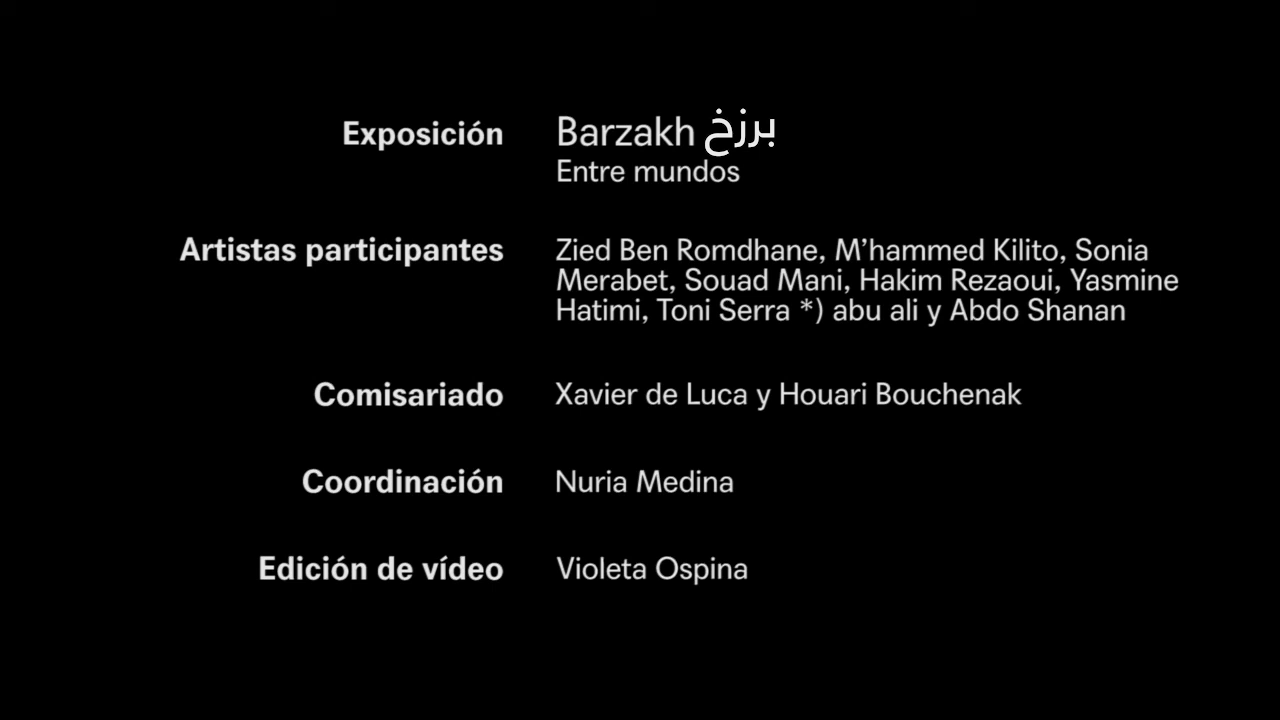 Exposición Barzakh برزخ
Entre mundos
Artistas participantes Zied Ben Romdhane, M’hammed Kilito, Sonia
Merabet, Souad Mani, Hakim Rezaoui, Yasmine
Hatimi, Toni Serra *) abu ali y Abdo Shanan
Comisariado Xavier de Luca y Houari Bouchenak
Coordinación Nuria Medina
Edición de vídeo Violeta Ospina